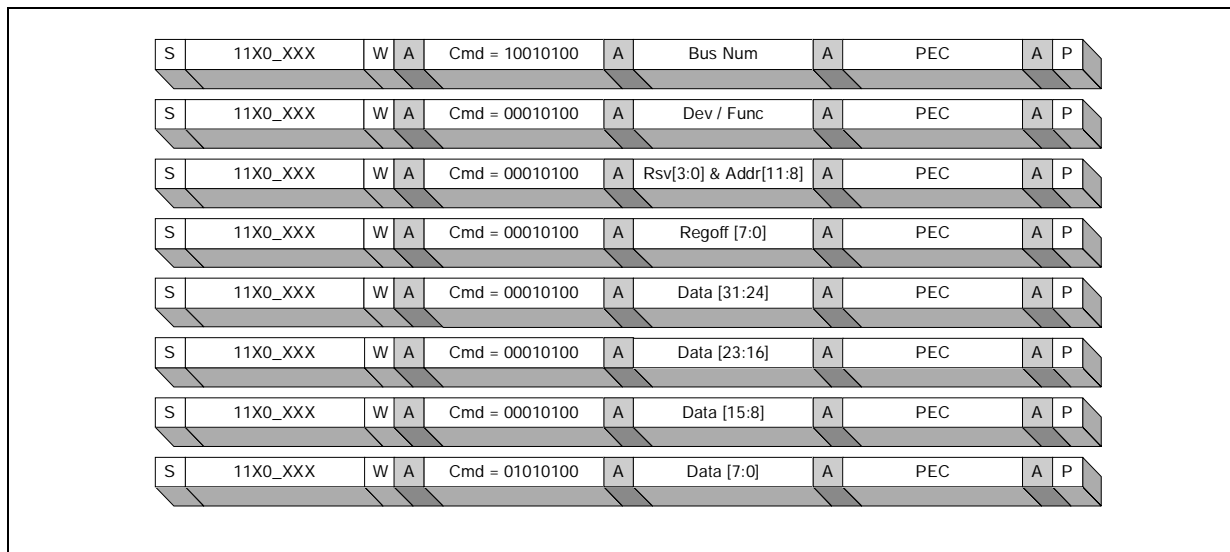 S 11X0_XXX W A Cmd = 10010100 A Bus Num A PEC A P
S 11X0_XXX W A Cmd = 00010100 A Dev / Func A PEC A P
S 11X0_XXX W A Cmd = 00010100 A Rsv[3:0] & Addr[11:8] A PEC A P
S 11X0_XXX W A Cmd = 00010100 A Regoff [7:0] A PEC A P
S 11X0_XXX W A Cmd = 00010100 A Data [31:24] A PEC A P
S 11X0_XXX W A Cmd = 00010100 A Data [23:16] A PEC A P
S 11X0_XXX W A Cmd = 00010100 A Data [15:8] A PEC A P
S 11X0_XXX W A Cmd = 01010100 A Data [7:0] A PEC A P